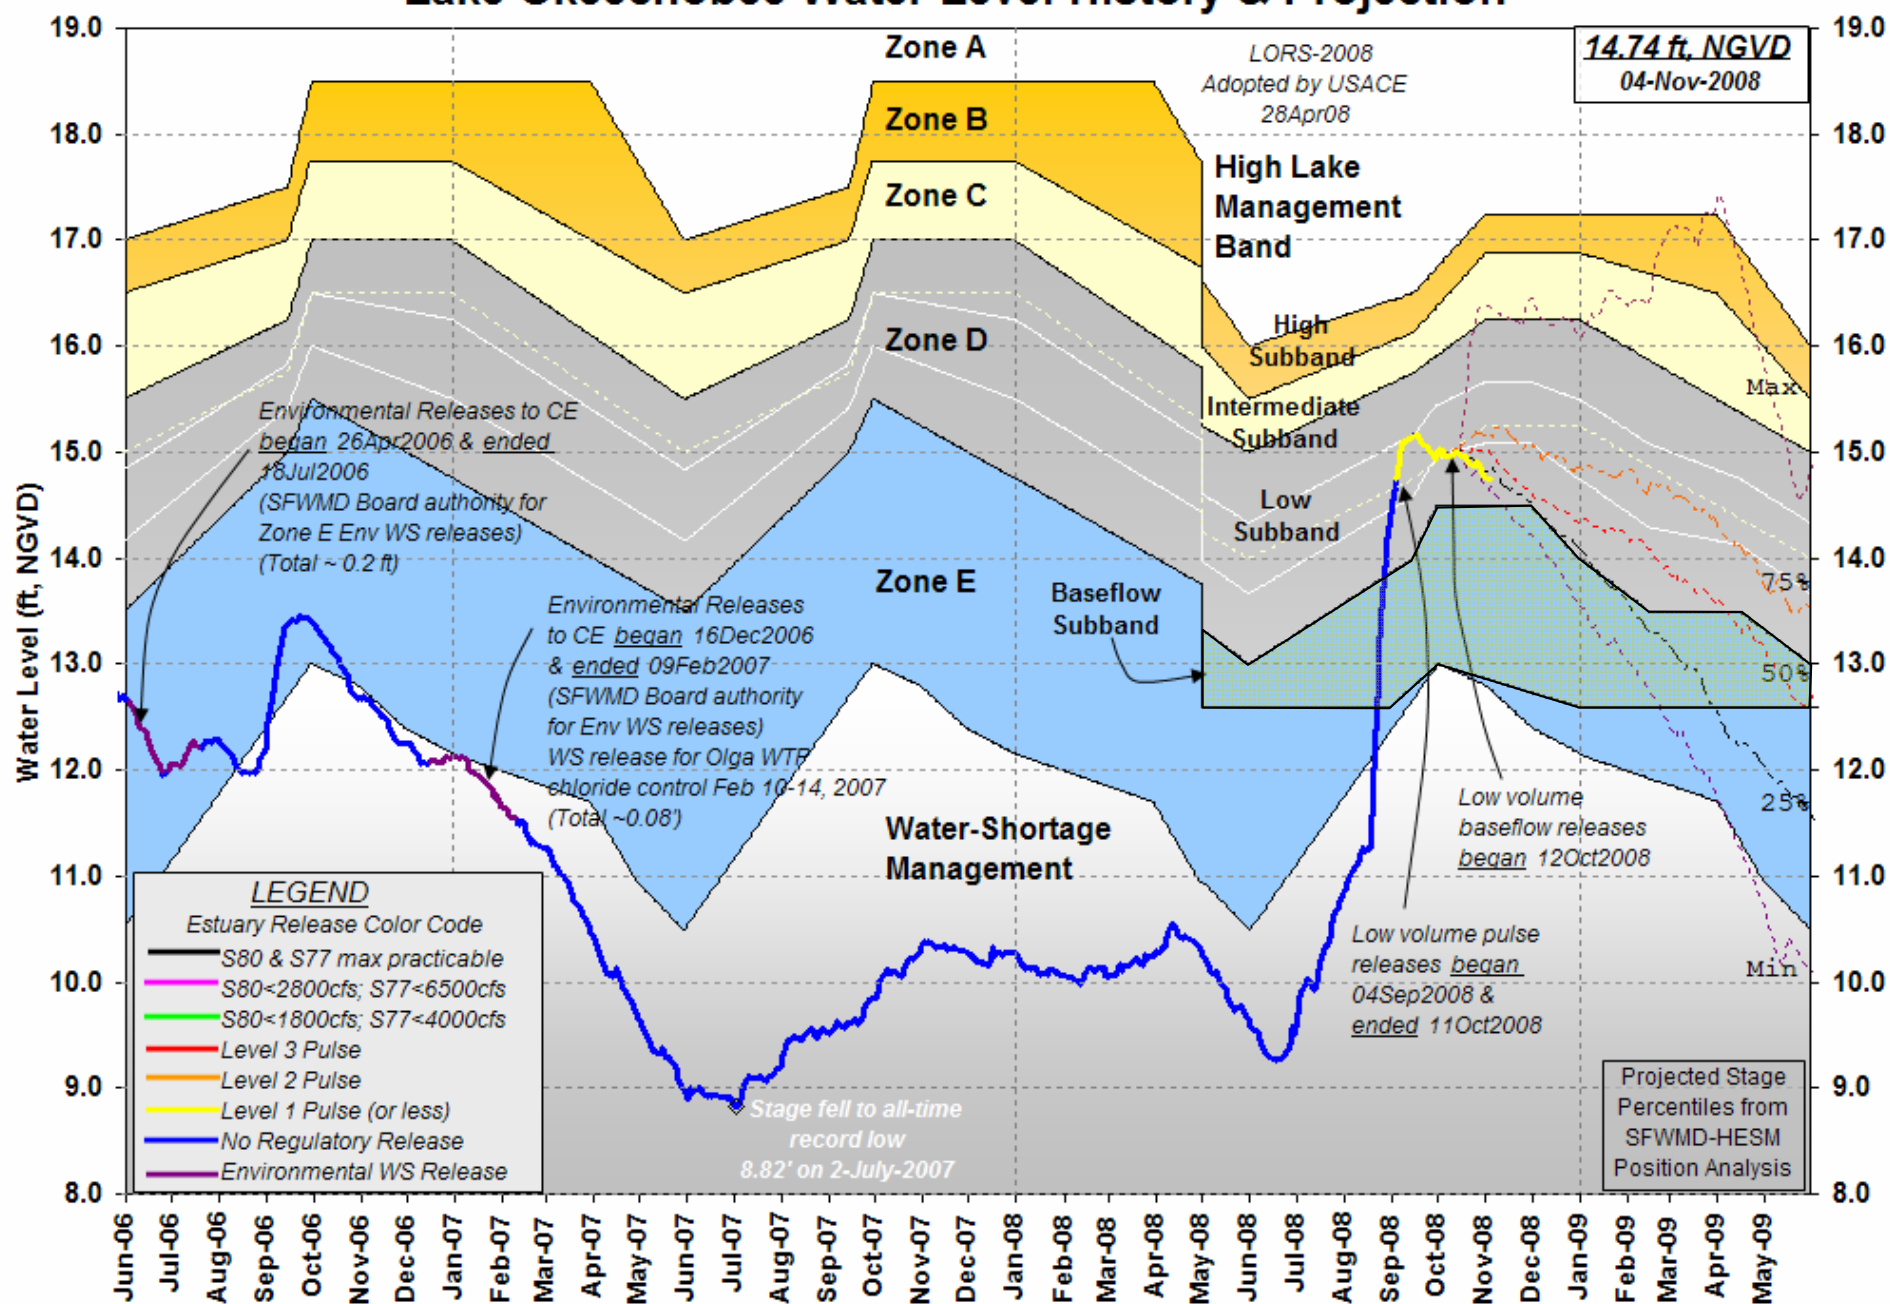 Lake Okeechobee Water Level History & Projection
19.0
18.0
17.0
16.0
15.0
14.0
13.0
12.0
11.0
10.0
9.0
8.0
Water Level (ft, NGVD)
19.0
18.0
17.0
16.0
15.0
14.0
13.0
12.0
11.0
10.0
9.0
8.0
Zone A
Zone B
Zone C
Zone D
Zone E
Water-Shortage
Management
LORS-2008
Adopted by USACE
28Apr08
14.74 ft, NGVD
04-Nov-2008
High Lake
Management
Band
High
Subband
Intermediate
Subband
Low
Subband
Baseflow
Subband
Environmental Releases to CE
began 26Apr2006 & ended
18Jul2006
(SFWMD Board authority for
Zone E Env WS releases)
(Total ~ 0.2 ft)
Environmental Releases
to CE began 16Dec2006
& ended 09Feb2007
(SFWMD Board authority
for Env WS releases)
WS release for Olga WTP
chloride control Feb 10-14, 2007
(Total ~0.08')
Max
75%
50%
25%
Min
Low volume
baseflow releases
began 12Oct2008
Low volume pulse
releases began
04Sep2008 &
ended 11Oct2008
Stage fell to all-time
record low
8.82' on 2-July-2007
LEGEND
Estuary Release Color Code
S80 & S77 max practicable
S80<2800cfs; S77<6500cfs
S80<1800cfs; S77<4000cfs
Level 3 Pulse
Level 2 Pulse
Level 1 Pulse (or less)
No Regulatory Release
Environmental WS Release
Projected Stage
Percentiles from
SFWMD-HESM
Position Analysis
Jun-06
Jul-06
Aug-06
Sep-06
Oct-06
Nov-06
Dec-06
Jan-07
Feb-07
Mar-07
Apr-07
May-07
Jun-07
Jul-07
Aug-07
Sep-07
Oct-07
Nov-07
Dec-07
Jan-08
Feb-08
Mar-08
Apr-08
May-08
Jun-08
Jul-08
Aug-08
Sep-08
Oct-08
Nov-08
Dec-08
Jan-09
Feb-09
Mar-09
Apr-09
May-09